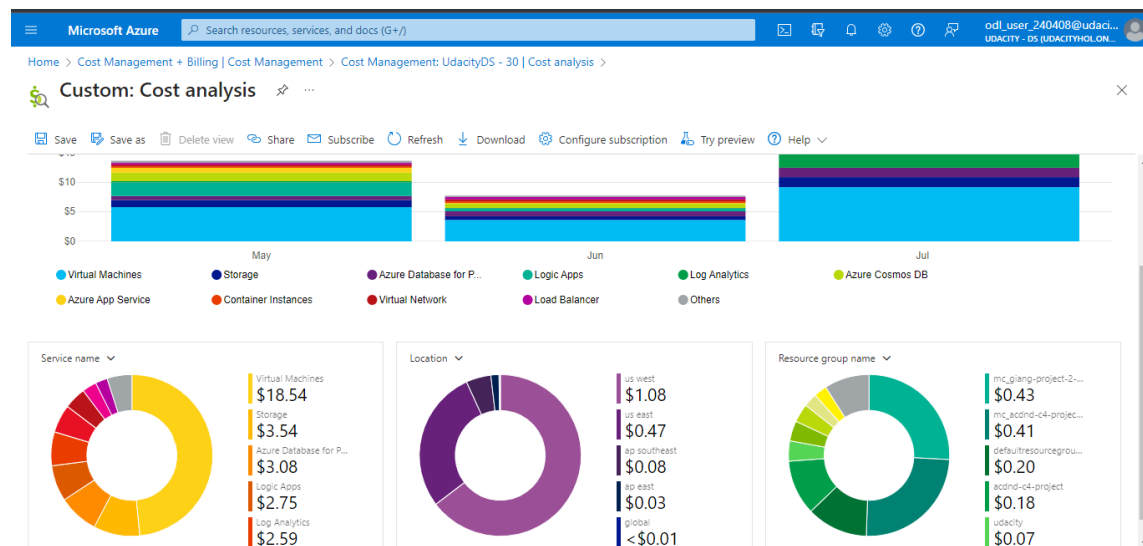 Microsoft Azure
Search resources, services, and docs (G+/)
odl_user_240408@udaci...
UDACITY - DS (UDACITYHOL.ON...
Home > Cost Management + Billing | Cost Management > Cost Management: UdacityDS - 30 | Cost analysis >
Custom: Cost analysis
Save Save as Delete view Share Subscribe Refresh Download Configure subscription Try preview Help
$10
$5
$0
May Jun Jul
Virtual Machines Storage Azure Database for P... Logic Apps Log Analytics Azure Cosmos DB
Azure App Service Container Instances Virtual Network Load Balancer Others
Service name
Virtual Machines
$18.54
Storage
$3.54
Azure Database for P...
$3.08
Logic Apps
$2.75
Log Analytics
$2.59
Location
us west
$1.08
us east
$0.47
ap southeast
$0.08
ap east
$0.03
global
<$0.01
Resource group name
mc_giang-project-2-...
$0.43
mc_acdnd-c4-projec...
$0.41
defaultresourcegrou...
$0.20
acdnd-c4-project
$0.18
udacity
$0.07